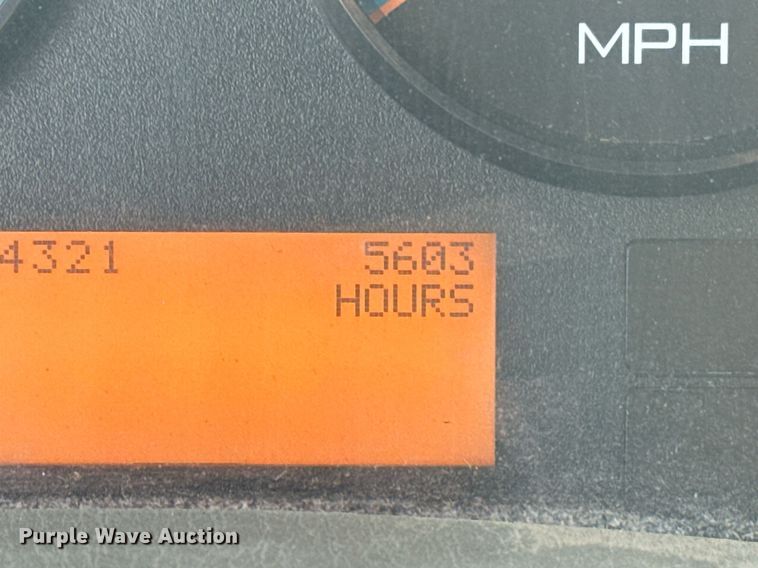 MPH
4321 5603
HOURS
Purple Wave Auction